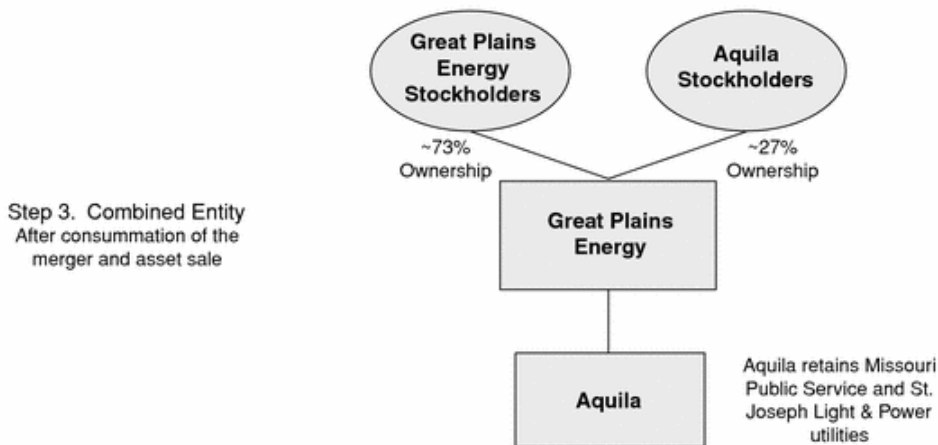 Great Plains
Energy
Stockholders
Aquila
Stockholders
~73%
Ownership
~27%
Ownership
Step 3.  Combined Entity
After consummation of the
merger and asset sale
Great Plains
Energy
Aquila
Aquila retains Missouri
Public Service and St.
Joseph Light & Power
utilities